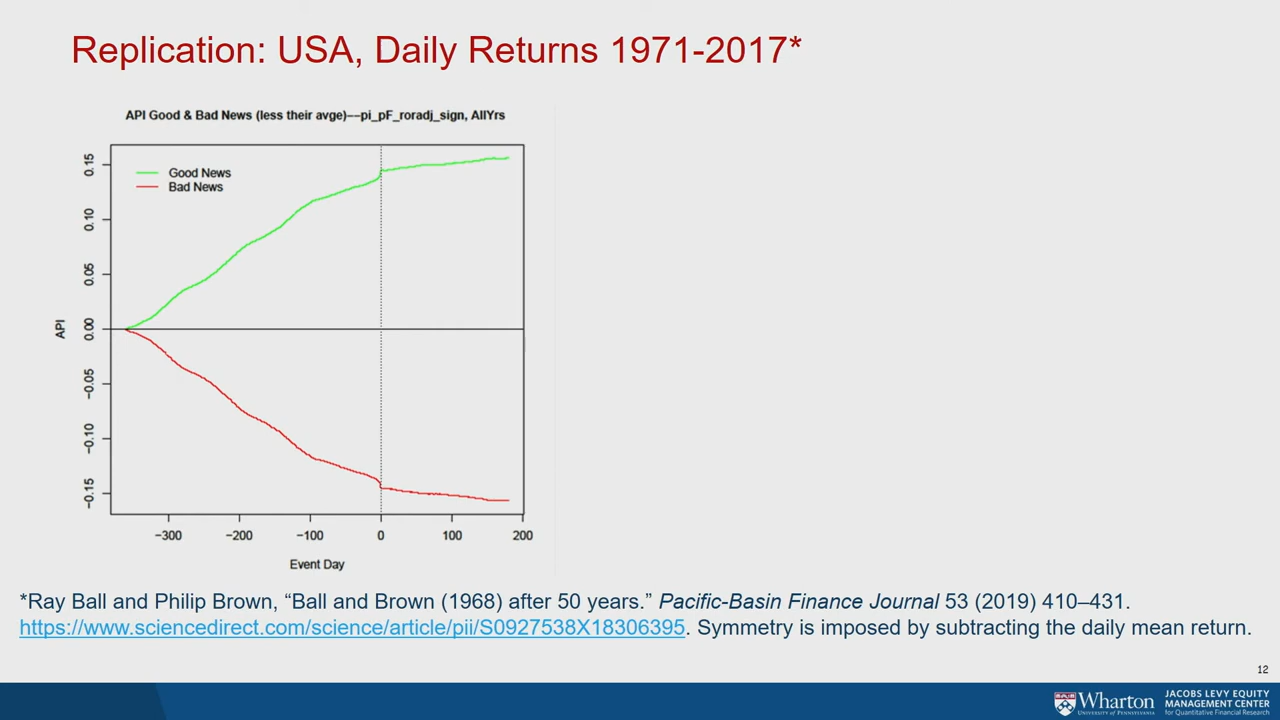 Replication: USA, Daily Returns 1971-2017*
API Good & Bad News (less their avge)—pi_pF_roradj_sign, AllYrs
Good News
Bad News
0.15
0.10
0.05
0.00
−0.05
−0.10
−0.15
API
−300 −200 −100 0 100 200
Event Day
*Ray Ball and Philip Brown, “Ball and Brown (1968) after 50 years.” Pacific-Basin Finance Journal 53 (2019) 410–431.
https://www.sciencedirect.com/science/article/pii/S0927538X18306395. Symmetry is imposed by subtracting the daily mean return.
12
Wharton
UNIVERSITY of PENNSYLVANIA
JACOBS LEVY EQUITY
MANAGEMENT CENTER
for Quantitative Financial Research